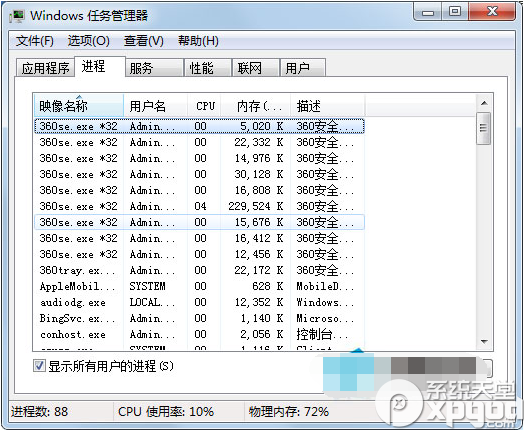 Windows 任务管理器
文件(F) 选项(O) 查看(V) 帮助(H)
应用程序 进程 服务 性能 联网 用户
映像名称 用户名 CPU 内存(... 描述
360se.exe *32 Admin... 00 5,020 K 360安全...
360se.exe *32 Admin... 00 22,332 K 360安全...
360se.exe *32 Admin... 00 14,976 K 360安全...
360se.exe *32 Admin... 00 30,128 K 360安全...
360se.exe *32 Admin... 00 16,808 K 360安全...
360se.exe *32 Admin... 04 229,524 K 360安全...
360se.exe *32 Admin... 00 15,676 K 360安全...
360se.exe *32 Admin... 00 16,412 K 360安全...
360se.exe *32 Admin... 00 12,456 K 360安全...
360tray.ex... Admin... 00 22,172 K 360安全...
AppleMobil... SYSTEM 00 628 K MobileD...
audiodg.exe LOCAL... 00 12,352 K Windows...
BingSvc.ex... Admin... 00 1,140 K Microso...
conhost.exe Admin... 00 2,056 K 控制台...
显示所有用户的进程(S)
进程数: 88 CPU 使用率: 10% 物理内存: 72%
系统天堂